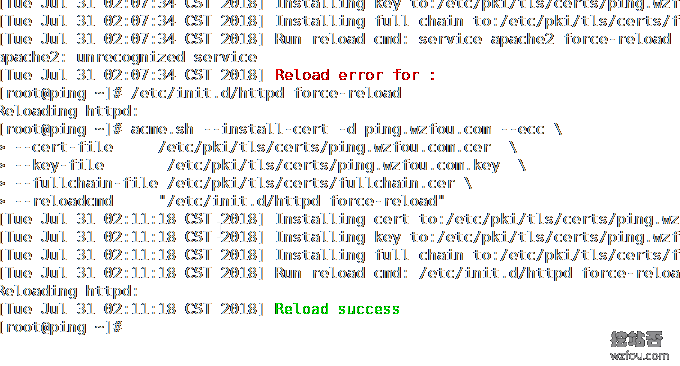 [Tue Jul 31 02:07:34 CST 2018] Installing key to:/etc/pki/tls/certs/ping.wzf
[Tue Jul 31 02:07:34 CST 2018] Installing full chain to:/etc/pki/tls/certs/f
[Tue Jul 31 02:07:34 CST 2018] Run reload cmd: service apache2 force-reload
apache2: unrecognized service
[Tue Jul 31 02:07:34 CST 2018] Reload error for :
[root@ping ~]# /etc/init.d/httpd force-reload
Reloading httpd:
[root@ping ~]# acme.sh --install-cert -d ping.wzfou.com --ecc \
> --cert-file /etc/pki/tls/certs/ping.wzfou.com.cer \
> --key-file /etc/pki/tls/certs/ping.wzfou.com.key \
> --fullchain-file /etc/pki/tls/certs/fullchain.cer \
> --reloadcmd "/etc/init.d/httpd force-reload"
[Tue Jul 31 02:11:18 CST 2018] Installing cert to:/etc/pki/tls/certs/ping.wz
[Tue Jul 31 02:11:18 CST 2018] Installing key to:/etc/pki/tls/certs/ping.wzf
[Tue Jul 31 02:11:18 CST 2018] Installing full chain to:/etc/pki/tls/certs/f
[Tue Jul 31 02:11:18 CST 2018] Run reload cmd: /etc/init.d/httpd force-reloa
Reloading httpd:
[Tue Jul 31 02:11:18 CST 2018] Reload success
[root@ping ~]#
挖站否
wzfou.com